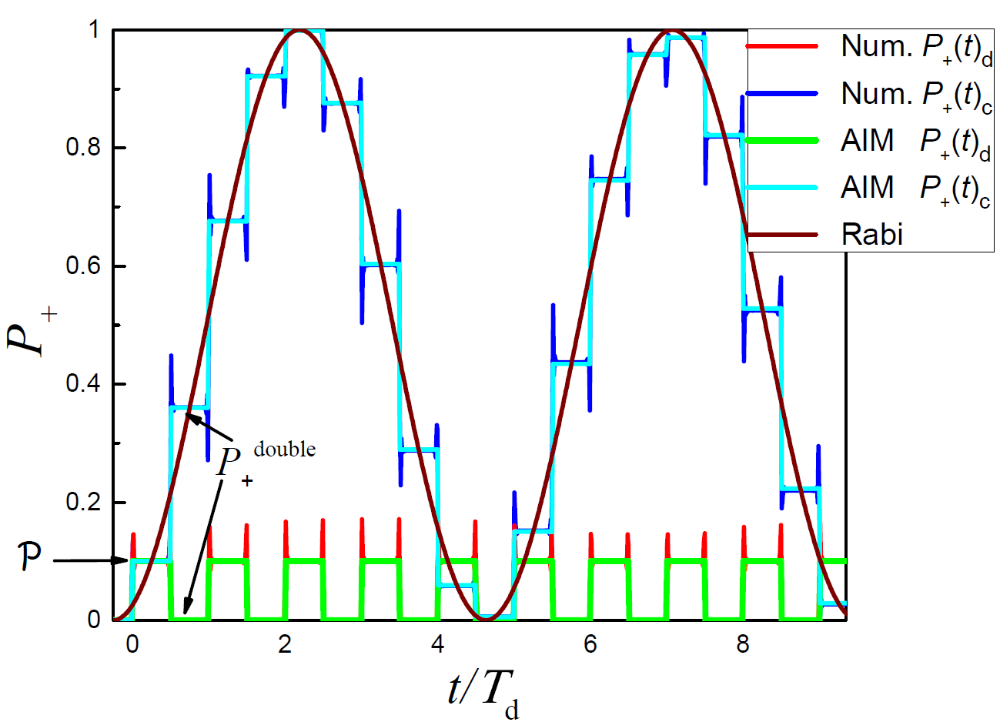 1
0.8
0.6
0.4
0.2
0
P+
𝒫
P+ double
0 2 4 6 8
t/Td
Num. P+(t)d
Num. P+(t)c
AIM P+(t)d
AIM P+(t)c
Rabi